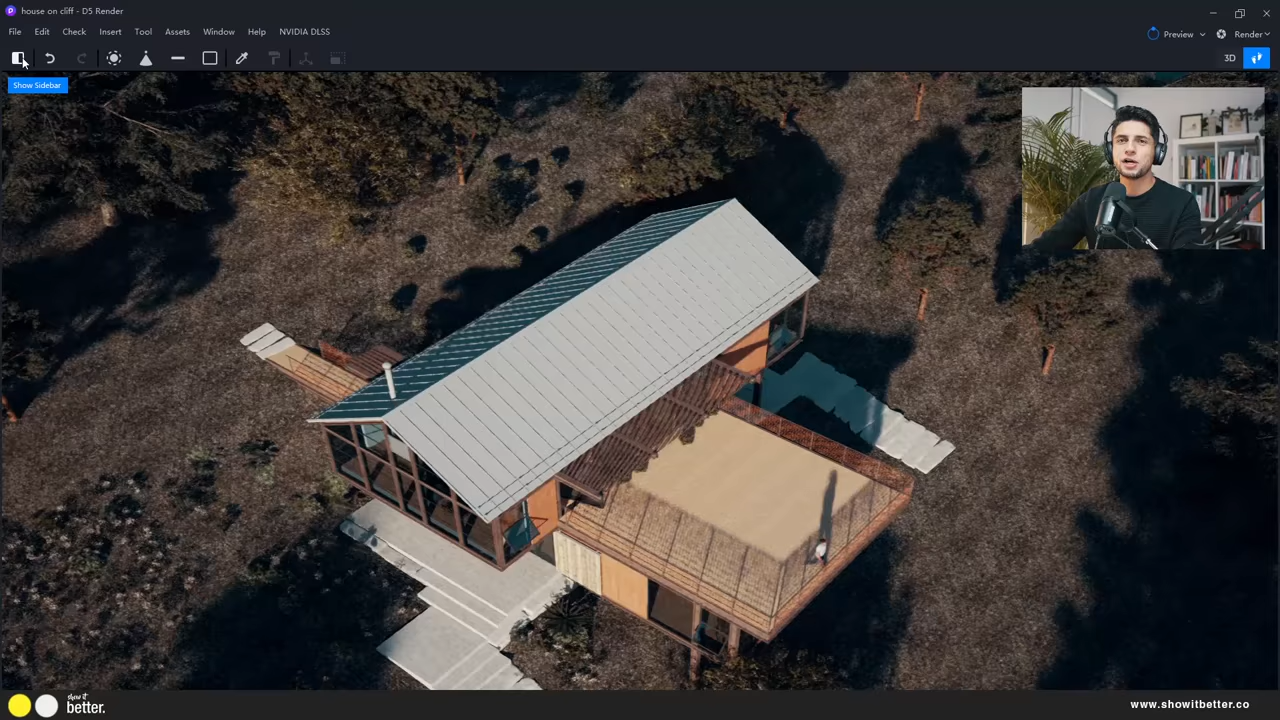 house on cliff - D5 Render
File Edit Check Insert Tool Assets Window Help NVIDIA DLSS
Preview Render
3D
Show Sidebar
show it
better.
www.showitbetter.co